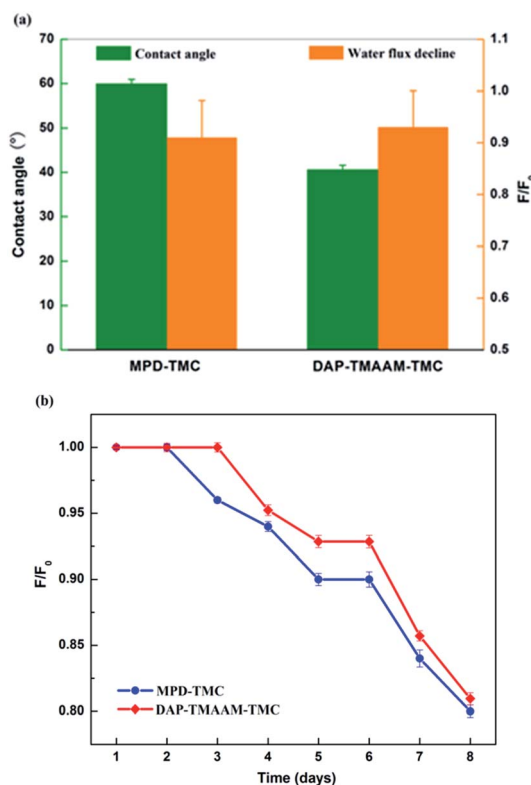 (a)
Contact angle
Water flux decline
70
60
50
40
30
20
10
0
Contact angle (°)
1.1
1.0
0.9
0.8
0.7
0.6
0.5
F/F₀
MPD-TMC
DAP-TMAAM-TMC
(b)
1.00
0.95
0.90
0.85
0.80
F/F₀
MPD-TMC
DAP-TMAAM-TMC
1 2 3 4 5 6 7 8
Time (days)